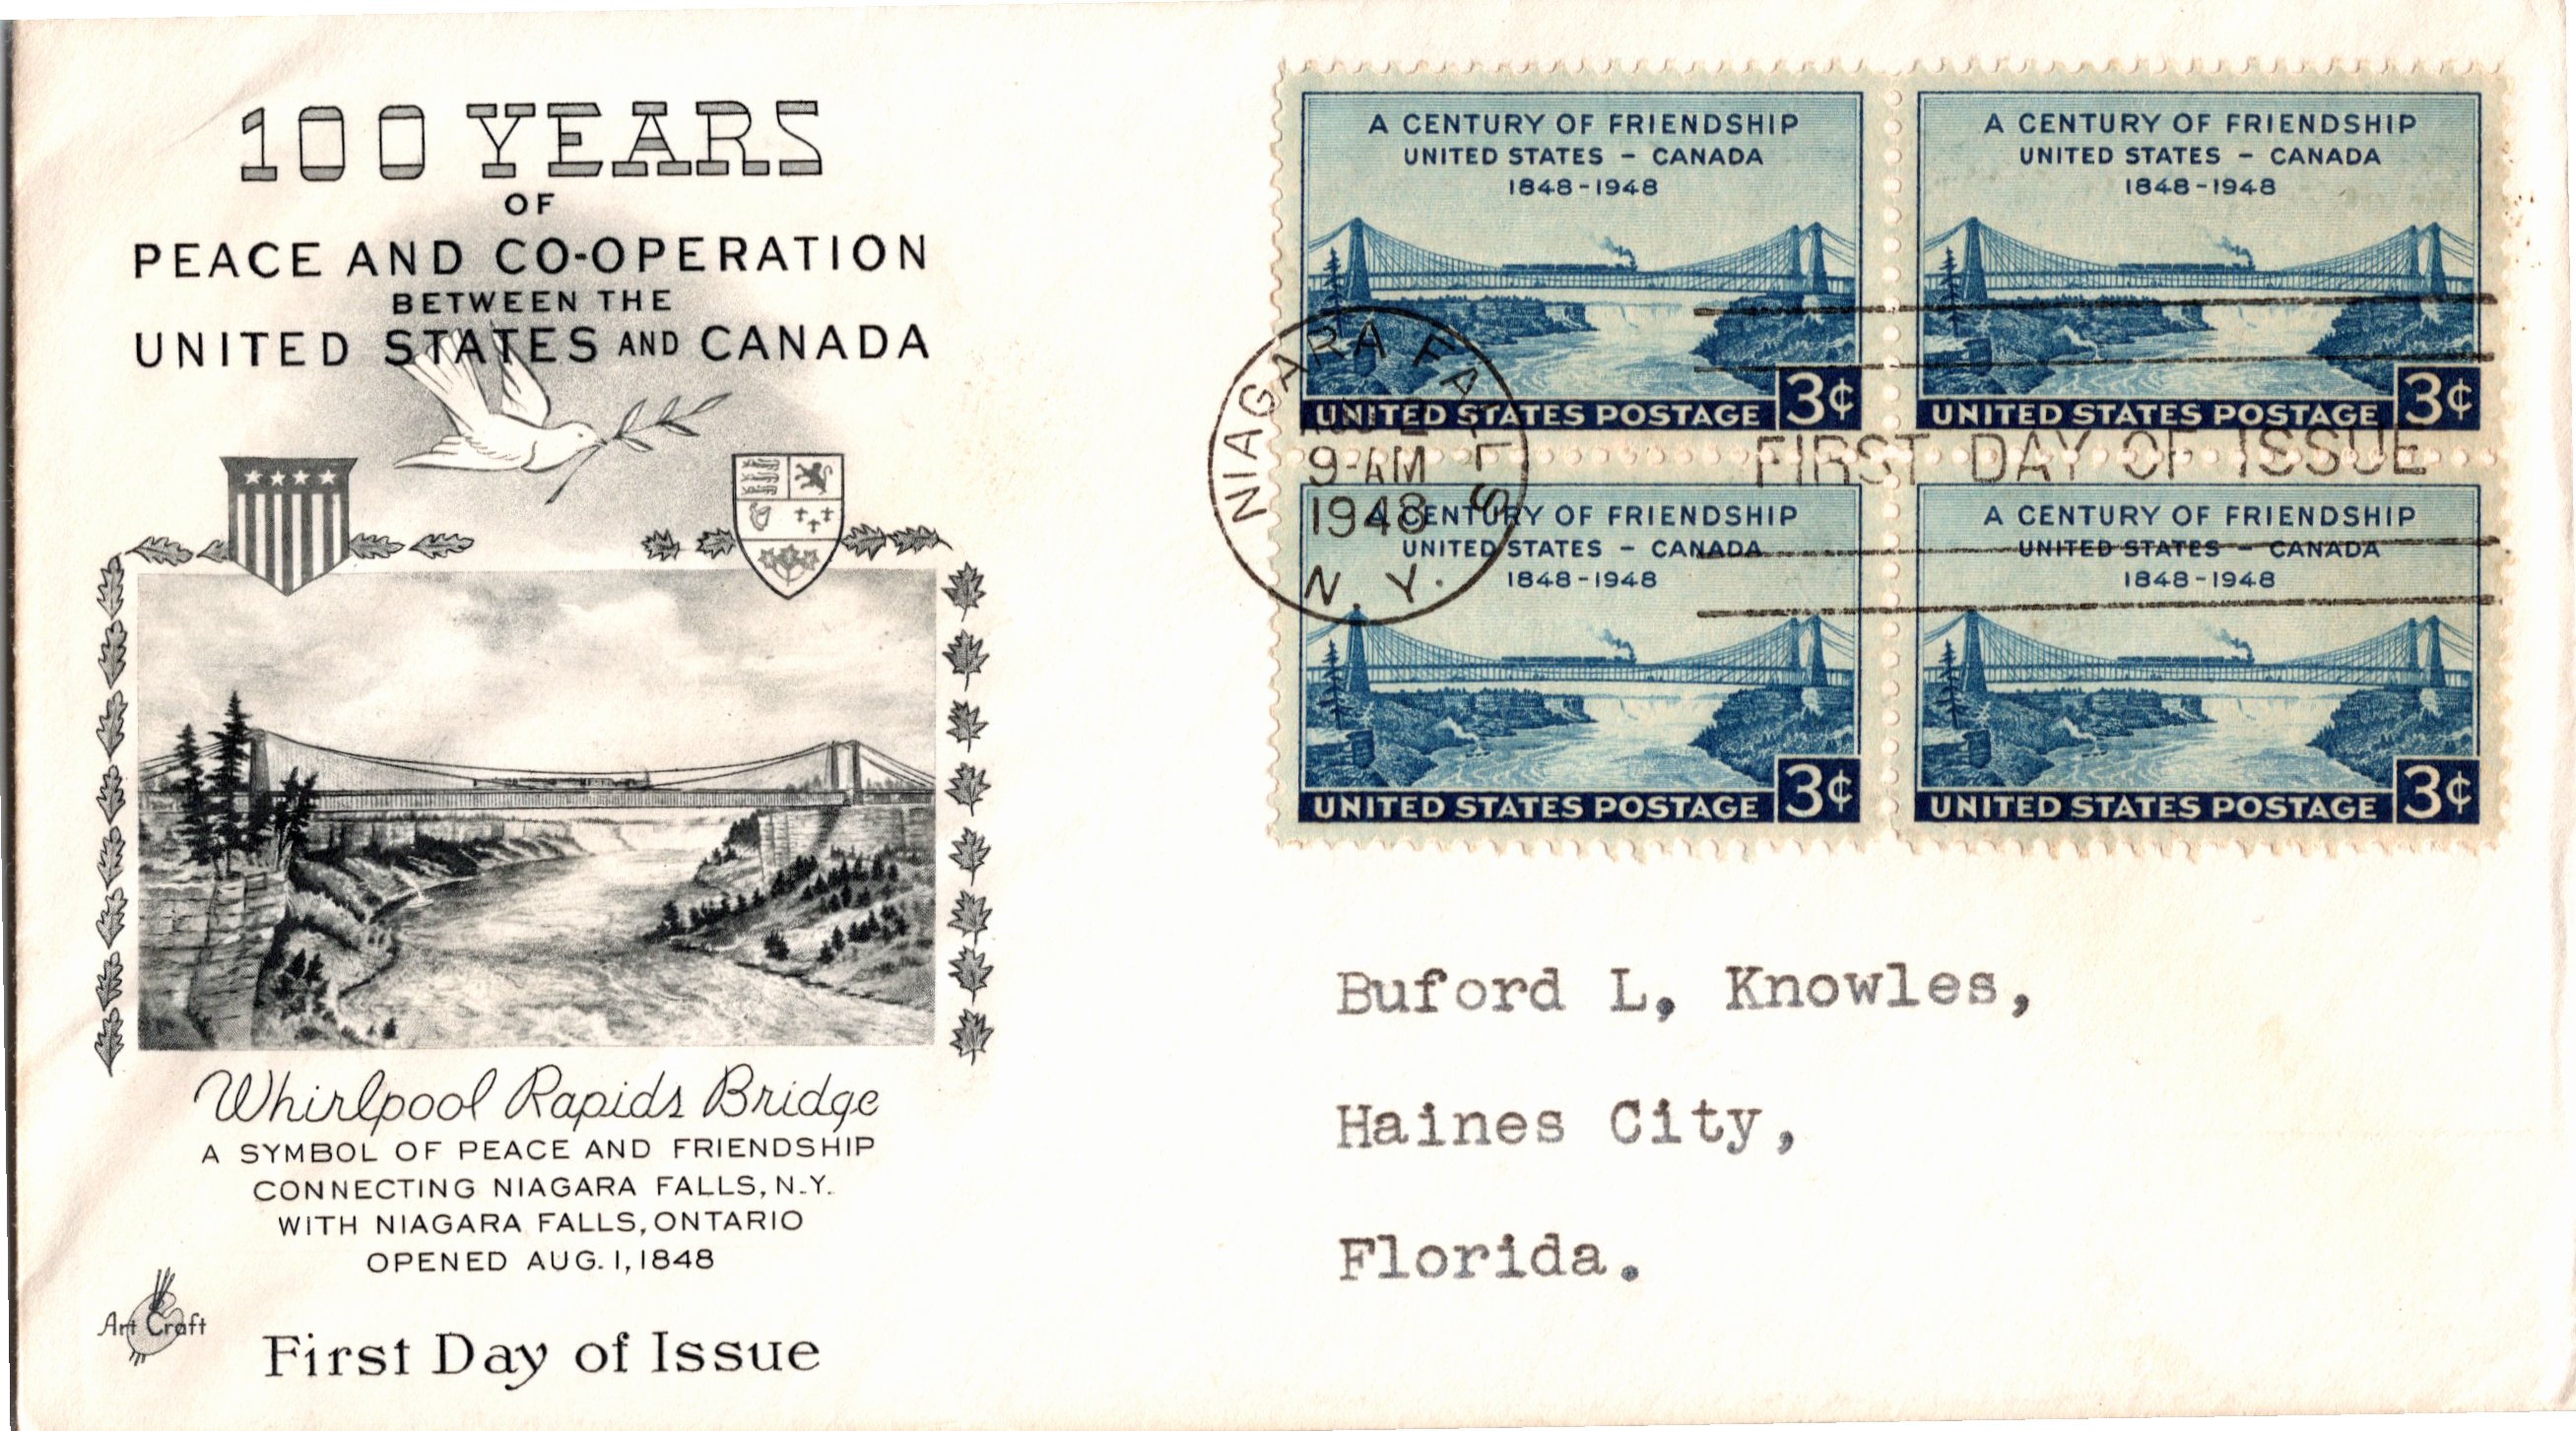 100 YEARS
OF
PEACE AND CO-OPERATION
BETWEEN THE
UNITED STATES AND CANADA
Whirlpool Rapids Bridge
A SYMBOL OF PEACE AND FRIENDSHIP
CONNECTING NIAGARA FALLS, N.Y.
WITH NIAGARA FALLS, ONTARIO
OPENED AUG. 1, 1848
Art Craft
First Day of Issue
A CENTURY OF FRIENDSHIP
UNITED STATES - CANADA
1848-1948
UNITED STATES POSTAGE 3¢
A CENTURY OF FRIENDSHIP
UNITED STATES - CANADA
1848-1948
UNITED STATES POSTAGE 3¢
NIAGARA FALLS
9-AM
1948
N Y.
FIRST DAY OF ISSUE
A CENTURY OF FRIENDSHIP
UNITED STATES - CANADA
1848-1948
UNITED STATES POSTAGE 3¢
A CENTURY OF FRIENDSHIP
UNITED STATES - CANADA
1848-1948
UNITED STATES POSTAGE 3¢
Buford L, Knowles,
Haines City,
Florida.